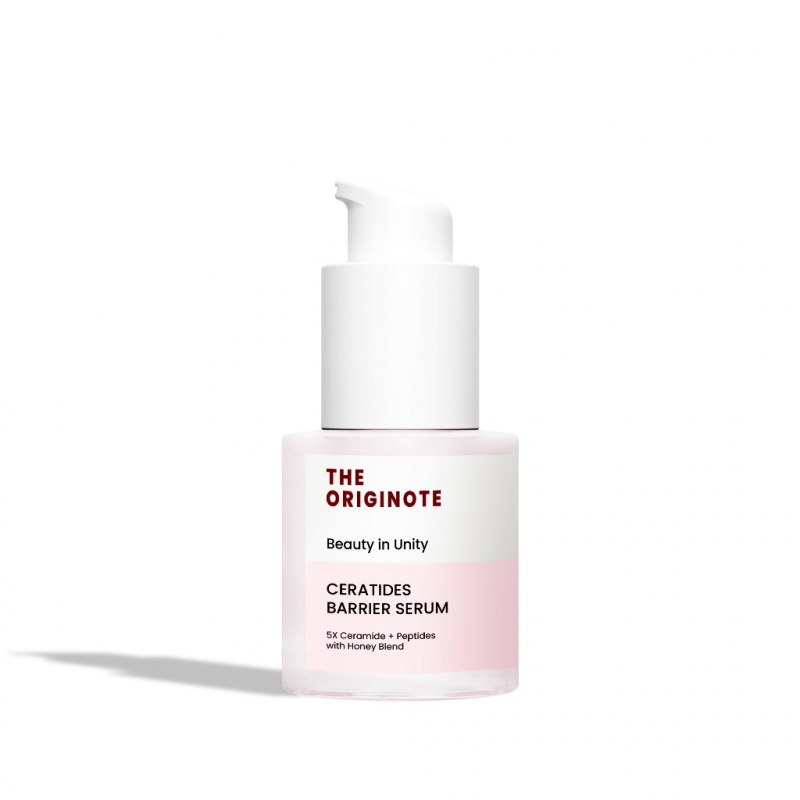 THE
ORIGINOTE
Beauty in Unity
CERATIDES
BARRIER SERUM
5X Ceramide + Peptides
with Honey Blend